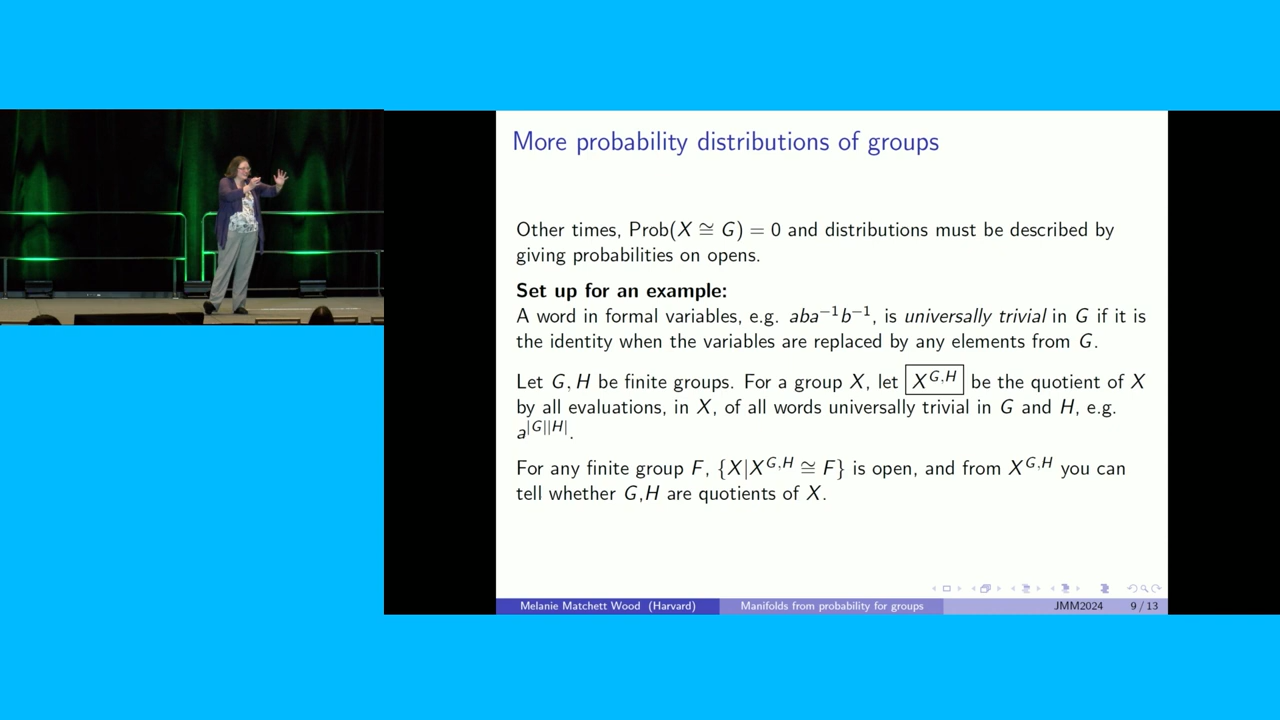 More probability distributions of groups
Other times, Prob(X ≅ G) = 0 and distributions must be described by
giving probabilities on opens.
Set up for an example:
A word in formal variables, e.g. aba⁻¹b⁻¹, is universally trivial in G if it is
the identity when the variables are replaced by any elements from G.
Let G, H be finite groups. For a group X, let X^{G,H} be the quotient of X
by all evaluations, in X, of all words universally trivial in G and H, e.g.
a^{|G||H|}.
For any finite group F, {X|X^{G,H} ≅ F} is open, and from X^{G,H} you can
tell whether G,H are quotients of X.
Melanie Matchett Wood (Harvard) Manifolds from probability for groups JMM2024 9 / 13